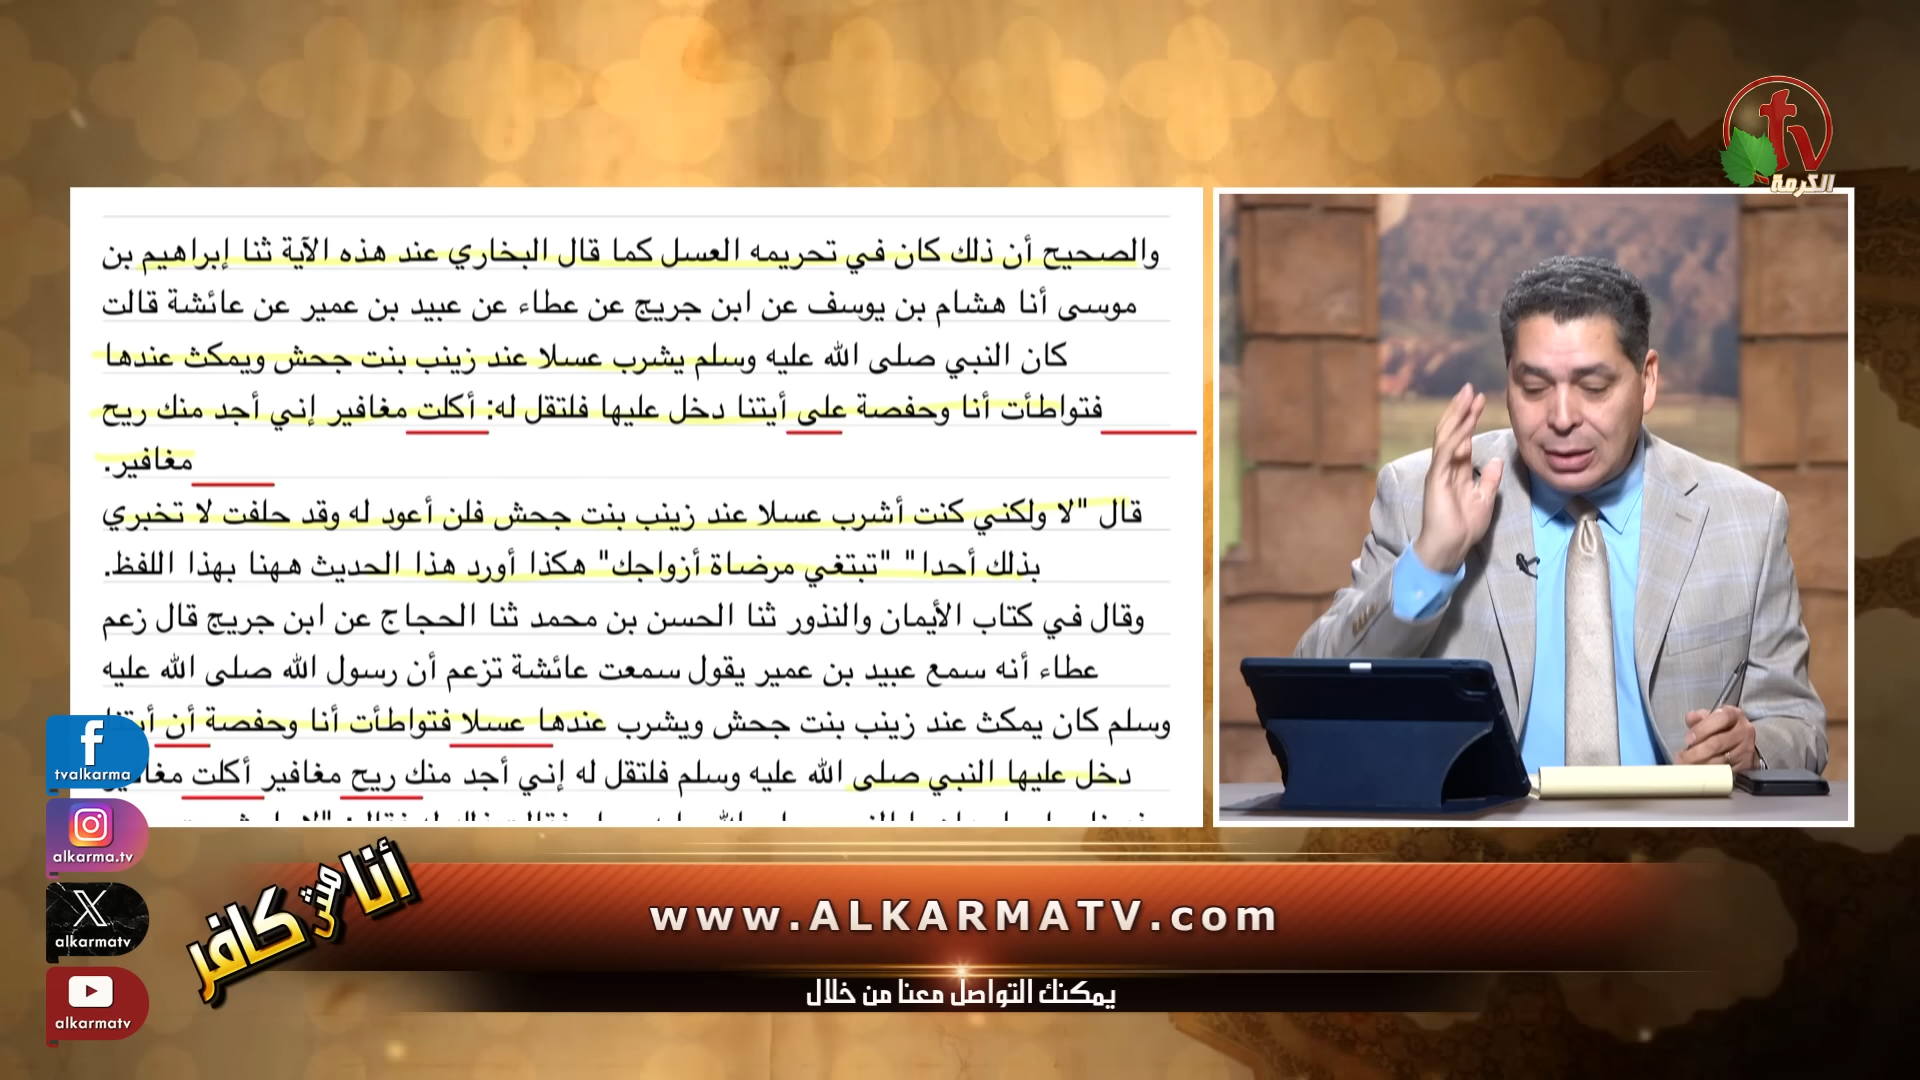 tv
الكرمة
والصحيح أن ذلك كان في تحريمه العسل كما قال البخاري عند هذه الآية ثنا إبراهيم بن
موسى أنا هشام بن يوسف عن ابن جريج عن عطاء عن عبيد بن عمير عن عائشة قالت
كان النبي صلى الله عليه وسلم يشرب عسلا عند زينب بنت جحش ويمكث عندها
فتواطأت أنا وحفصة على أيتنا دخل عليها فلتقل له: أكلت مغافير إني أجد منك ريح
مغافير.
قال "لا ولكني كنت أشرب عسلا عند زينب بنت جحش فلن أعود له وقد حلفت لا تخبري
بذلك أحدا" "تبتغي مرضاة أزواجك" هكذا أورد هذا الحديث ههنا بهذا اللفظ.
وقال في كتاب الأيمان والنذور ثنا الحسن بن محمد ثنا الحجاج عن ابن جريج قال زعم
عطاء أنه سمع عبيد بن عمير يقول سمعت عائشة تزعم أن رسول الله صلى الله عليه
وسلم كان يمكث عند زينب بنت جحش ويشرب عندها عسلا فتواطأت أنا وحفصة أن أيتنا
دخل عليها النبي صلى الله عليه وسلم فلتقل له إني أجد منك ريح مغافير أكلت
tvalkarma
alkarma.tv
alkarmatv
alkarmatv
أنا مش كافر
www.ALKARMATV.com
يمكنك التواصل معنا من خلال